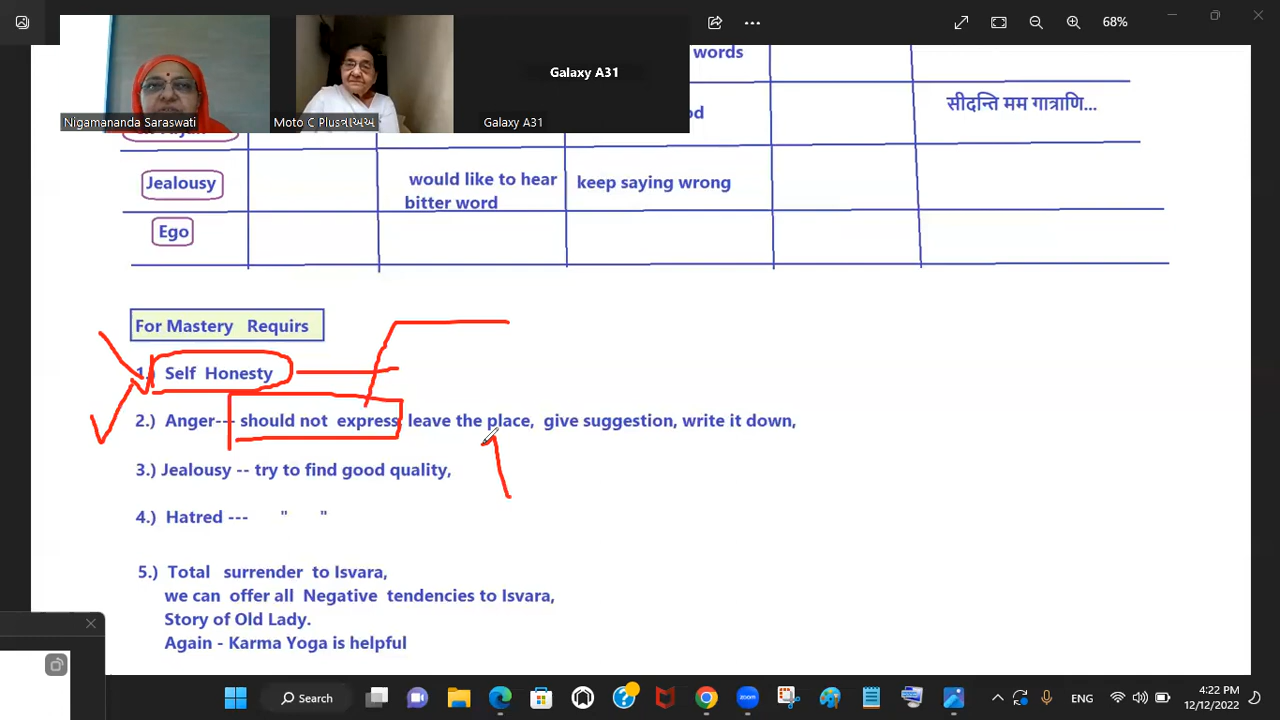 68%
Nigamananda Saraswati
Galaxy A31
Galaxy A31
words
सीदन्ति मम गात्राणि...
Jealousy would like to hear keep saying wrong
bitter word
Ego
For Mastery Requirs
1.) Self Honesty
2.) Anger--- should not express, leave the place, give suggestion, write it down,
3.) Jealousy -- try to find good quality,
4.) Hatred --- " "
5.) Total surrender to Isvara,
we can offer all Negative tendencies to Isvara,
Story of Old Lady.
Again - Karma Yoga is helpful
Search
zoom
ENG
4:22 PM
12/12/2022